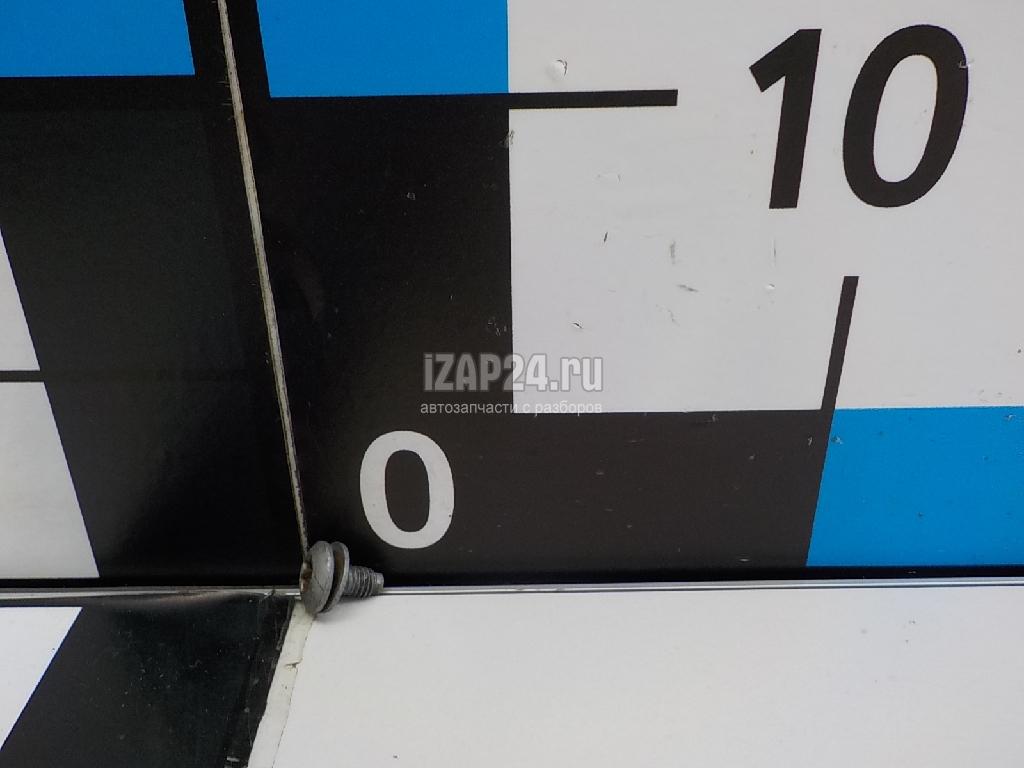 10
iZAP24.ru
автозапчасти с разборов
0